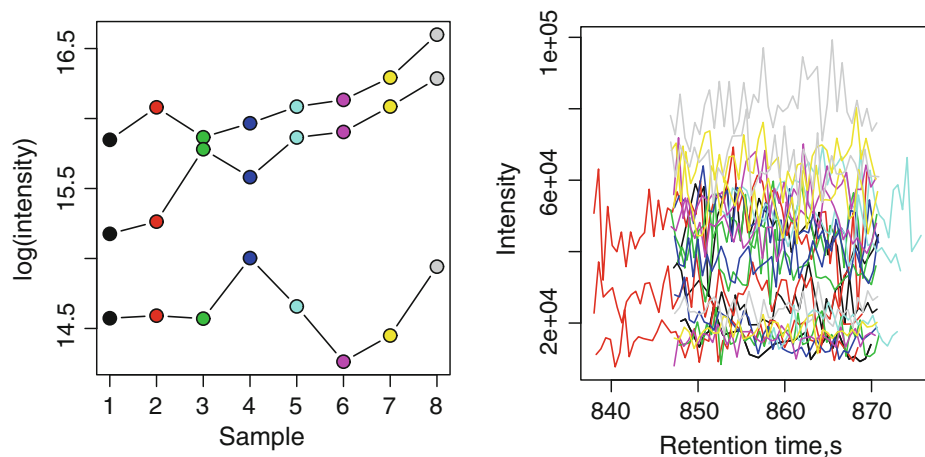 log(intensity)
16.5
15.5
14.5
1 2 3 4 5 6 7 8
Sample
Intensity
1e+05
6e+04
2e+04
840 850 860 870
Retention time,s